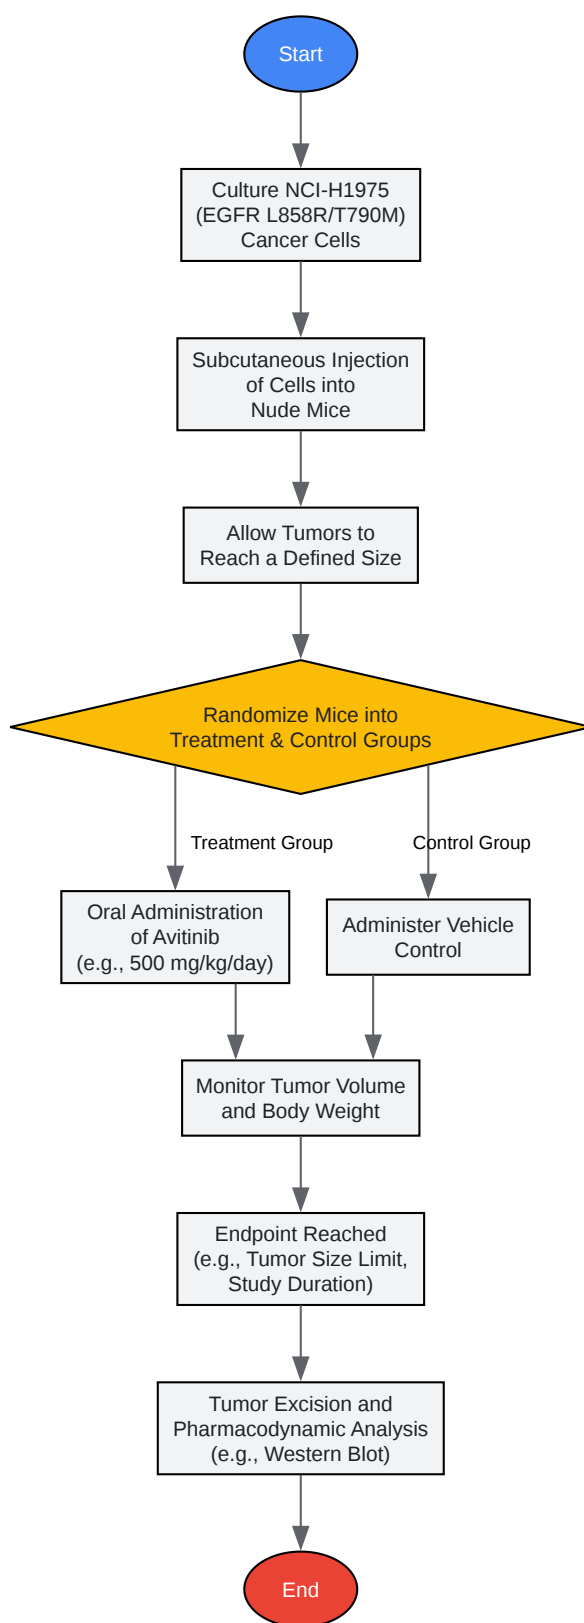 Start
Culture NCI-H1975
(EGFR L858R/T790M)
Cancer Cells
Subcutaneous Injection
of Cells into
Nude Mice
Allow Tumors to
Reach a Defined Size
Randomize Mice into
Treatment & Control Groups
Treatment Group
Control Group
Oral Administration
of Avitinib
(e.g., 500 mg/kg/day)
Administer Vehicle
Control
Monitor Tumor Volume
and Body Weight
Endpoint Reached
(e.g., Tumor Size Limit,
Study Duration)
Tumor Excision and
Pharmacodynamic Analysis
(e.g., Western Blot)
End